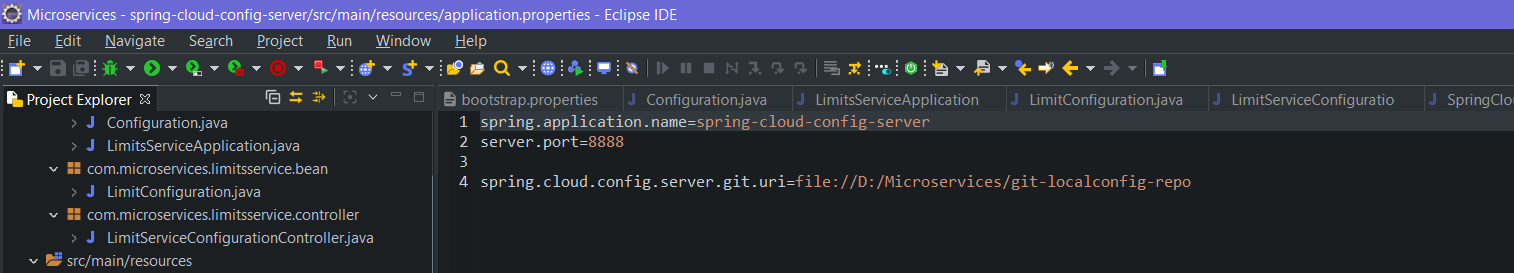 Microservices - spring-cloud-config-server/src/main/resources/application.properties - Eclipse IDE
File Edit Navigate Search Project Run Window Help
Project Explorer
Configuration.java
LimitsServiceApplication.java
com.microservices.limitsservice.bean
LimitConfiguration.java
com.microservices.limitsservice.controller
LimitServiceConfigurationController.java
src/main/resources
bootstrap.properties Configuration.java LimitsServiceApplication LimitConfiguration.java LimitServiceConfiguratio SpringClou
1 spring.application.name=spring-cloud-config-server
2 server.port=8888
3
4 spring.cloud.config.server.git.uri=file://D:/Microservices/git-localconfig-repo